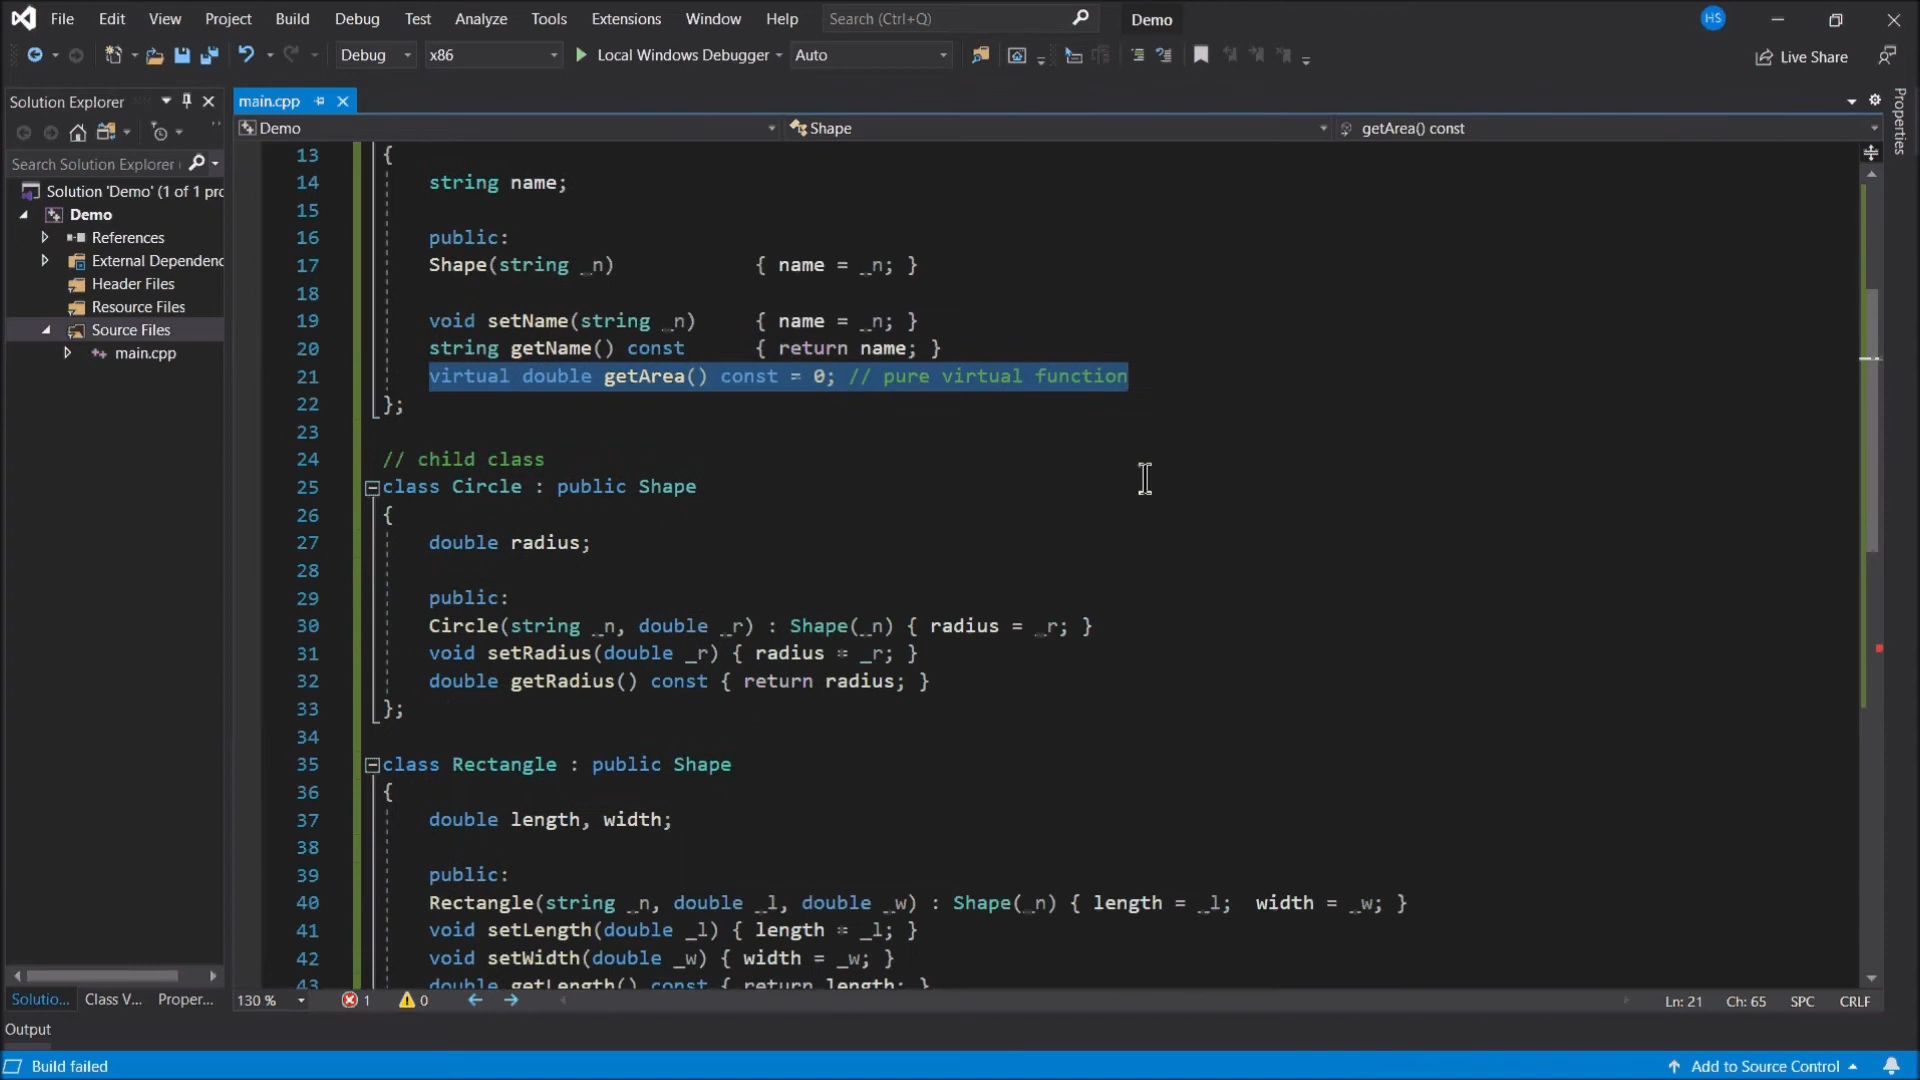 File Edit View Project Build Debug Test Analyze Tools Extensions Window Help Search (Ctrl+Q) Demo HS
Debug x86 Local Windows Debugger Auto Live Share
Solution Explorer
main.cpp
Properties
Demo Shape getArea() const
Search Solution Explorer
Solution 'Demo' (1 of 1 pro
Demo
References
External Dependenc
Header Files
Resource Files
Source Files
main.cpp
13 {
14 string name;
15
16 public:
17 Shape(string _n) { name = _n; }
18
19 void setName(string _n) { name = _n; }
20 string getName() const { return name; }
21 virtual double getArea() const = 0; // pure virtual function
22 };
23
24 // child class
25 class Circle : public Shape
26 {
27 double radius;
28
29 public:
30 Circle(string _n, double _r) : Shape(_n) { radius = _r; }
31 void setRadius(double _r) { radius = _r; }
32 double getRadius() const { return radius; }
33 };
34
35 class Rectangle : public Shape
36 {
37 double length, width;
38
39 public:
40 Rectangle(string _n, double _l, double _w) : Shape(_n) { length = _l; width = _w; }
41 void setLength(double _l) { length = _l; }
42 void setWidth(double _w) { width = _w; }
43 double getLength() const { return length; }
Solutio... Class V... Proper... 130 % 1 0 Ln: 21 Ch: 65 SPC CRLF
Output
Build failed Add to Source Control